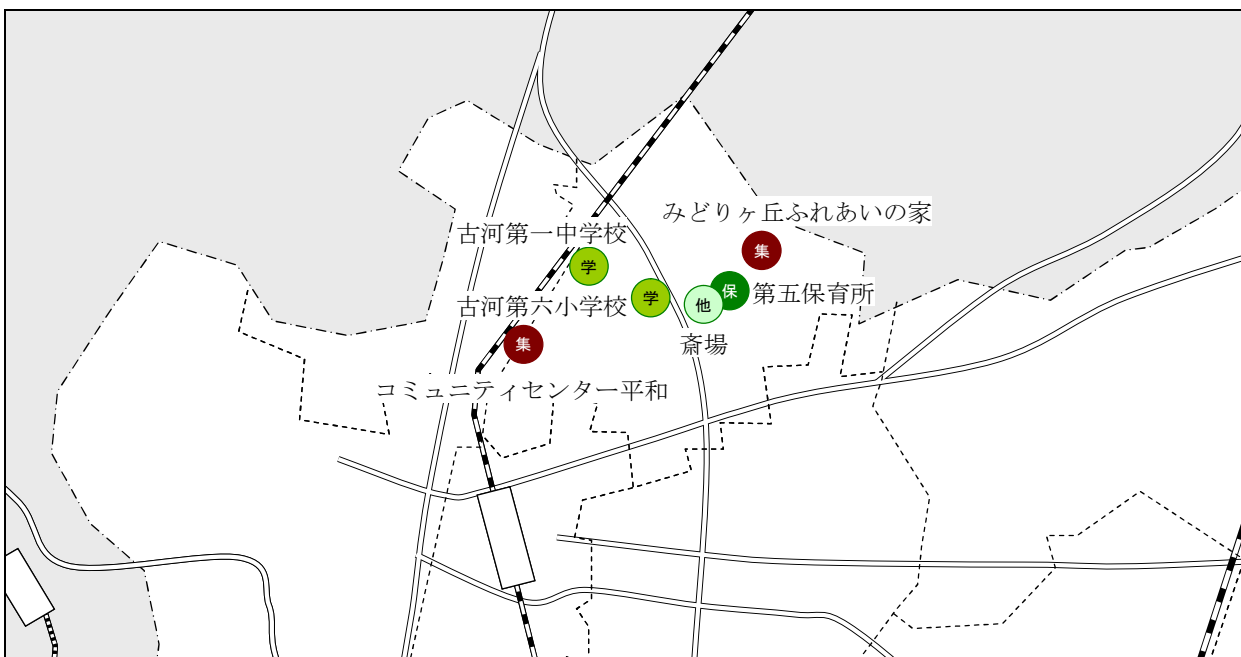 みどりヶ丘ふれあいの家
集
古河第一中学校
学
古河第六小学校
学
他
保
第五保育所
斎場
集
コミュニティセンター平和